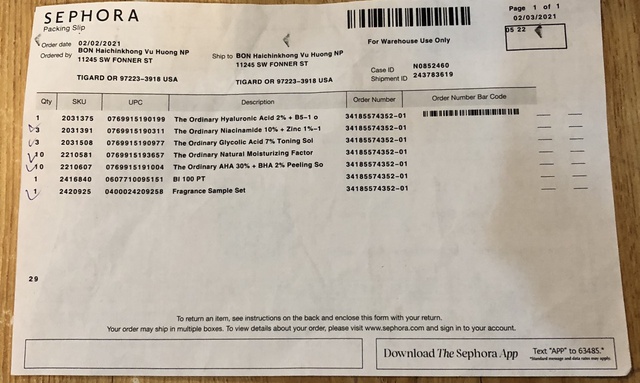 SEPHORA
Packing Slip
Page 1 of 1
02/03/2021
05 22
For Warehouse Use Only
Order date 02/02/2021
Ordered by BON Haichinkhong Vu Huong NP
11245 SW FONNER ST
TIGARD OR 97223-3918 USA
Ship to BON Haichinkhong Vu Huong NP
11245 SW FONNER ST
TIGARD OR 97223-3918 USA
Case ID N0852460
Shipment ID 243783619
Qty SKU UPC Description Order Number Order Number Bar Code
1 2031375 0769915190199 The Ordinary Hyaluronic Acid 2% + B5-1 o 34185574352-01
3 2031391 0769915190311 The Ordinary Niacinamide 10% + Zinc 1%-1 34185574352-01
3 2031508 0769915190977 The Ordinary Glycolic Acid 7% Toning Sol 34185574352-01
10 2210581 0769915193657 The Ordinary Natural Moisturizing Factor 34185574352-01
10 2210607 0769915191004 The Ordinary AHA 30% + BHA 2% Peeling So 34185574352-01
1 2416840 0607710095151 BI 100 PT 34185574352-01
1 2420925 0400024209258 Fragrance Sample Set 34185574352-01
29
To return an item, see instructions on the back and enclose this form with your return.
Your order may ship in multiple boxes. To view details about your order, please visit www.sephora.com and sign in to your account.
Download The Sephora App
Text "APP" to 63485.*
*Standard message and data rates may apply.